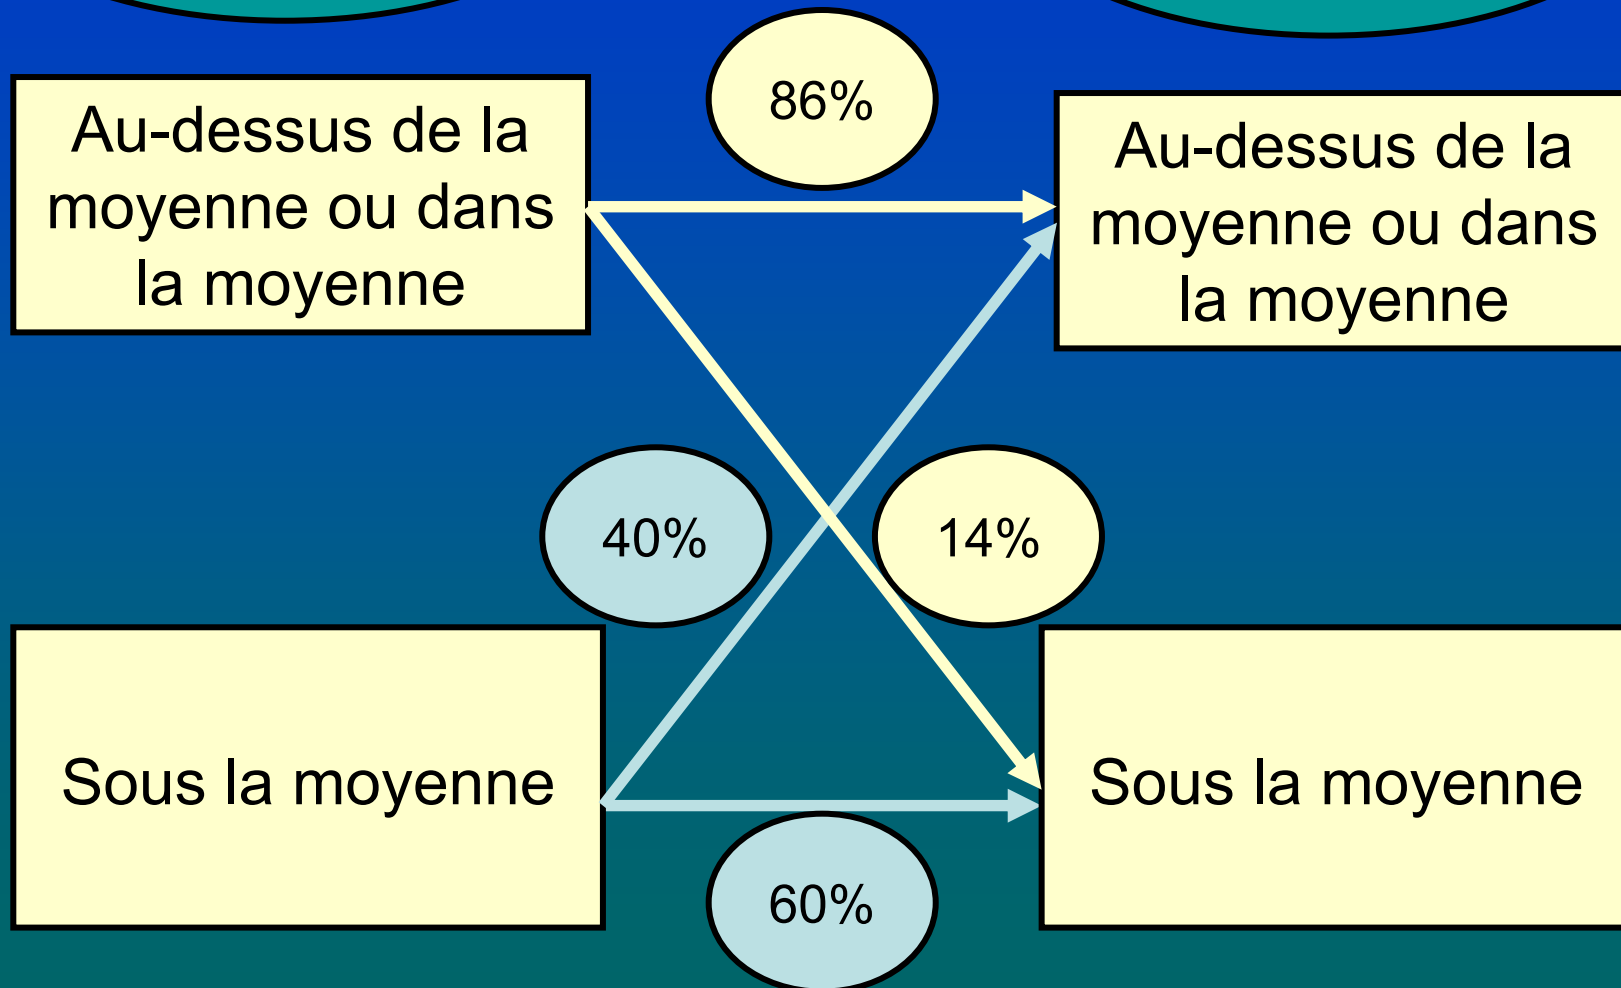 86%
Au-dessus de la
moyenne ou dans
la moyenne
Au-dessus de la
moyenne ou dans
la moyenne
40%
14%
Sous la moyenne
Sous la moyenne
60%